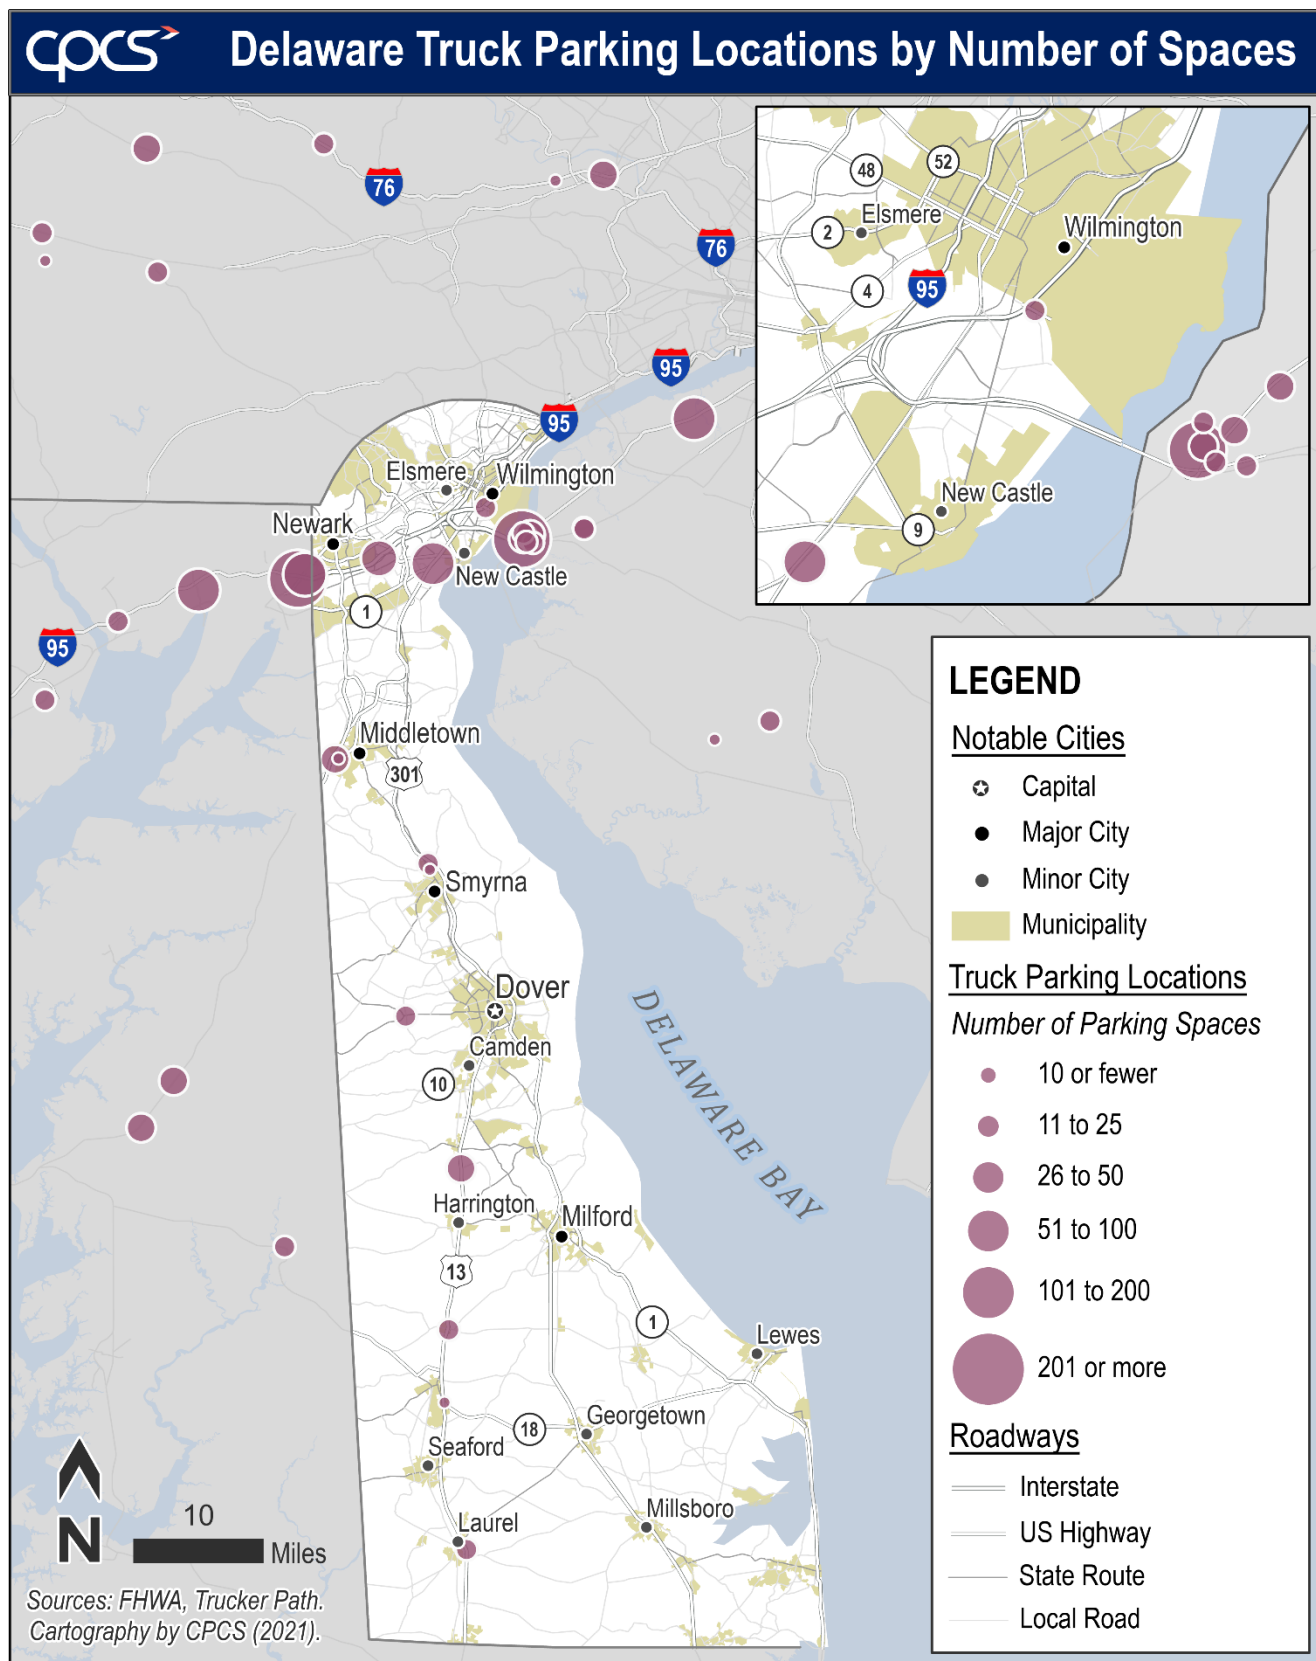 cpcs
Delaware Truck Parking Locations by Number of Spaces
76
76
95
95
Elsmere
Wilmington
Newark
New Castle
1
95
Middletown
301
Smyrna
Dover
Camden
10
Harrington
Milford
13
1
Lewes
Georgetown
18
Seaford
Millsboro
Laurel
DELAWARE BAY
52
48
Elsmere
2
Wilmington
4
95
New Castle
9
LEGEND
Notable Cities
Capital
Major City
Minor City
Municipality
Truck Parking Locations
Number of Parking Spaces
10 or fewer
11 to 25
26 to 50
51 to 100
101 to 200
201 or more
Roadways
Interstate
US Highway
State Route
Local Road
N
10
Miles
Sources: FHWA, Trucker Path.
Cartography by CPCS (2021).